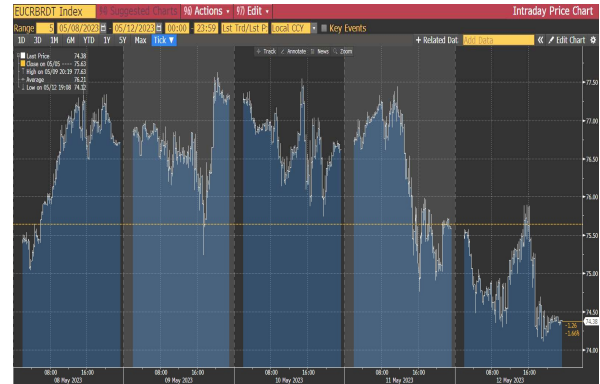 EUCRBRDT Index 94) Suggested Charts 96) Actions 97) Edit Intraday Price Chart
Range 5 05/08/2023 - 05/12/2023 00:00 - 23:59 Lst Trd/Lst P Local CCY Key Events
1D 3D 1M 6M YTD 1Y 5Y Max Tick ▼ + Related Dat Add Data « Edit Chart
+ Track Annotate News Zoom
Last Price 74.38
Close on 05/05 ---- 75.63
High on 05/09 20:19 77.63
Average 76.21
Low on 05/12 19:08 74.12
77.50
77.00
76.50
76.00
75.50
75.00
74.50
74.38
-1.26
-1.66%
74.00
08:00 16:00 08:00 16:00 08:00 16:00 08:00 16:00 08:00 16:00
08 May 2023 09 May 2023 10 May 2023 11 May 2023 12 May 2023